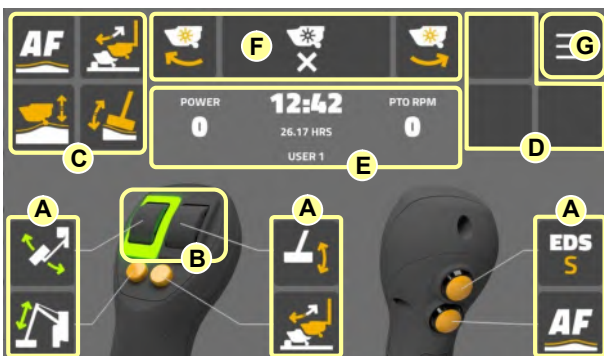 AF
F
G
POWER
12:42
PTO RPM
0
26.17 HRS
0
USER 1
C
E
D
A
B
A
A
EDS
S
AF